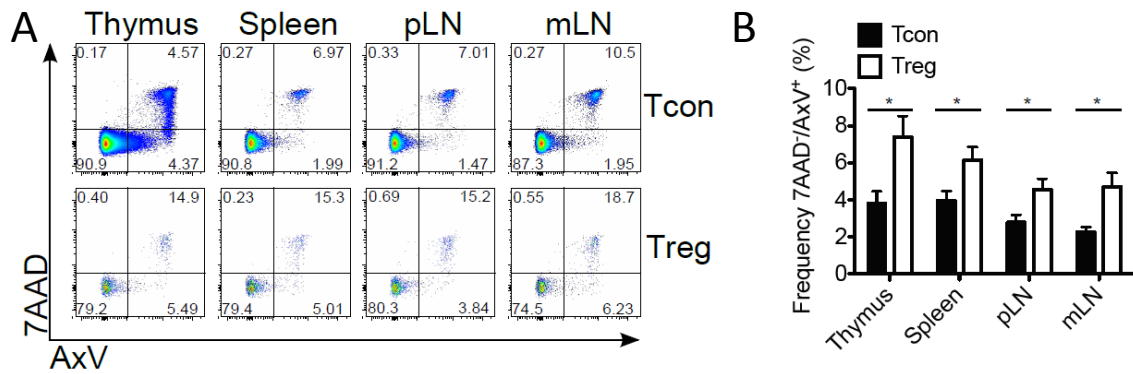 A
Thymus Spleen pLN mLN
0.17 4.57 0.27 6.97 0.33 7.01 0.27 10.5
Tcon
90.9 4.37 90.8 1.99 91.2 1.47 87.3 1.95
0.40 14.9 0.23 15.3 0.69 15.2 0.55 18.7
Treg
79.2 5.49 79.4 5.01 80.3 3.84 74.5 6.23
7AAD
AxV
B
Tcon
Treg
Frequency 7AAD⁻/AxV⁺ (%)
10
8
6
4
2
0
* * * *
Thymus Spleen pLN mLN